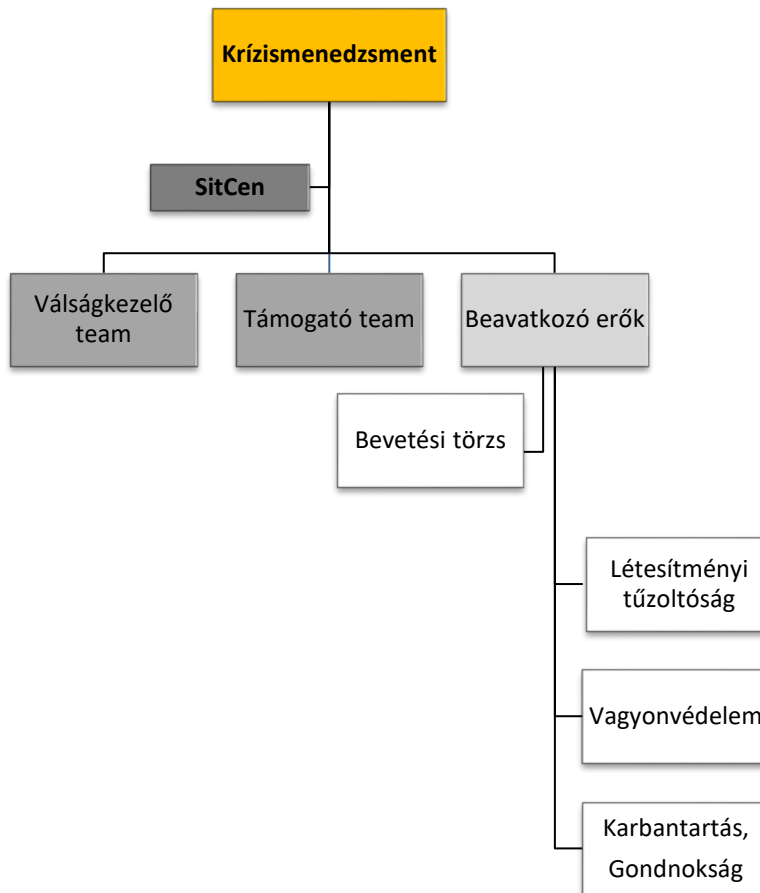 Krízismenedzsment
SitCen
Válságkezelő
team
Támogató team
Beavatkozó erők
Bevetési törzs
Létesítményi
tűzoltóság
Vagyonvédelem
Karbantartás,
Gondnokság